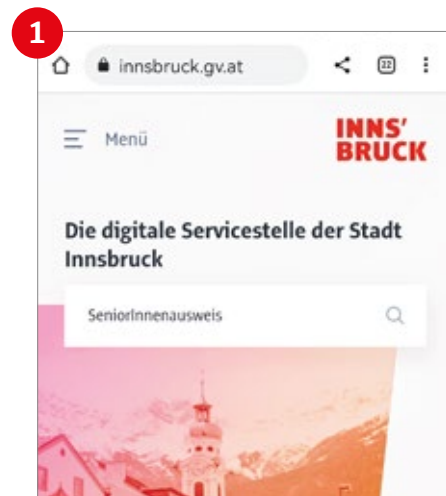 1
innsbruck.gv.at
22
Menü
INNS'
BRUCK
Die digitale Servicestelle der Stadt
Innsbruck
SeniorInnenausweis